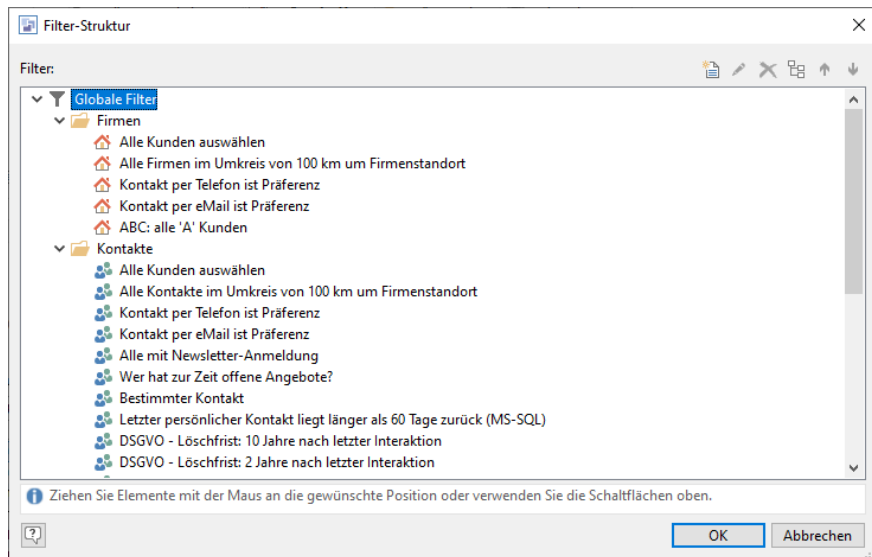 Filter-Struktur
Filter:
Globale Filter
Firmen
Alle Kunden auswählen
Alle Firmen im Umkreis von 100 km um Firmenstandort
Kontakt per Telefon ist Präferenz
Kontakt per eMail ist Präferenz
ABC: alle 'A' Kunden
Kontakte
Alle Kunden auswählen
Alle Kontakte im Umkreis von 100 km um Firmenstandort
Kontakt per Telefon ist Präferenz
Kontakt per eMail ist Präferenz
Alle mit Newsletter-Anmeldung
Wer hat zur Zeit offene Angebote?
Bestimmter Kontakt
Letzter persönlicher Kontakt liegt länger als 60 Tage zurück (MS-SQL)
DSGVO - Löschfrist: 10 Jahre nach letzter Interaktion
DSGVO - Löschfrist: 2 Jahre nach letzter Interaktion
Ziehen Sie Elemente mit der Maus an die gewünschte Position oder verwenden Sie die Schaltflächen oben.
OK Abbrechen